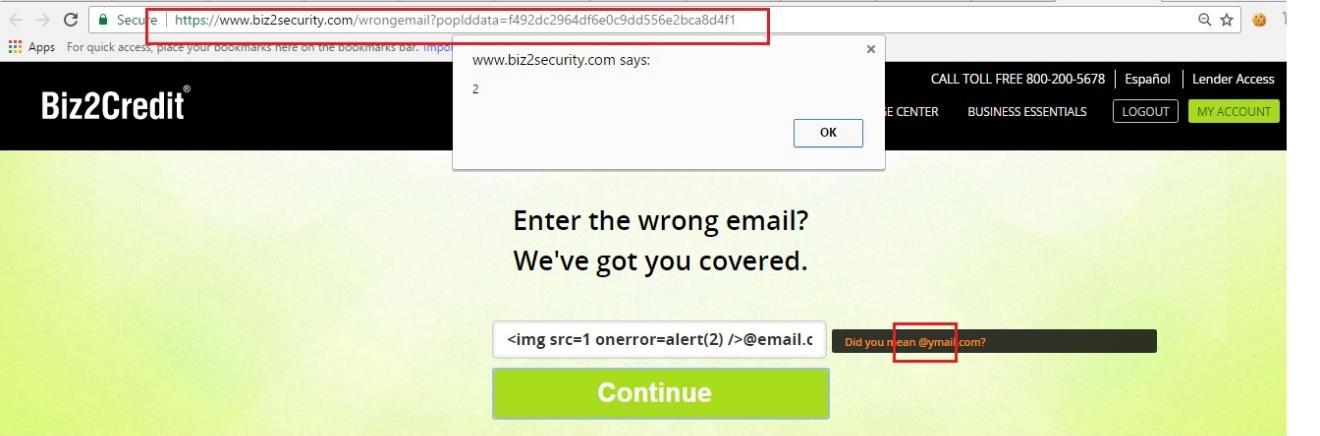 Secure https://www.biz2security.com/wrongemail?popIddata=f492dc2964df6e0c9dd556e2bca8d4f1
Apps For quick access, place your bookmarks here on the bookmarks bar.
www.biz2security.com says:
2
OK
CALL TOLL FREE 800-200-5678 Español Lender Access
Biz2Credit®
CENTER BUSINESS ESSENTIALS LOGOUT MY ACCOUNT
Enter the wrong email?
We've got you covered.
<img src=1 onerror=alert(2) />@email.c
Did you mean @ymail.com?
Continue